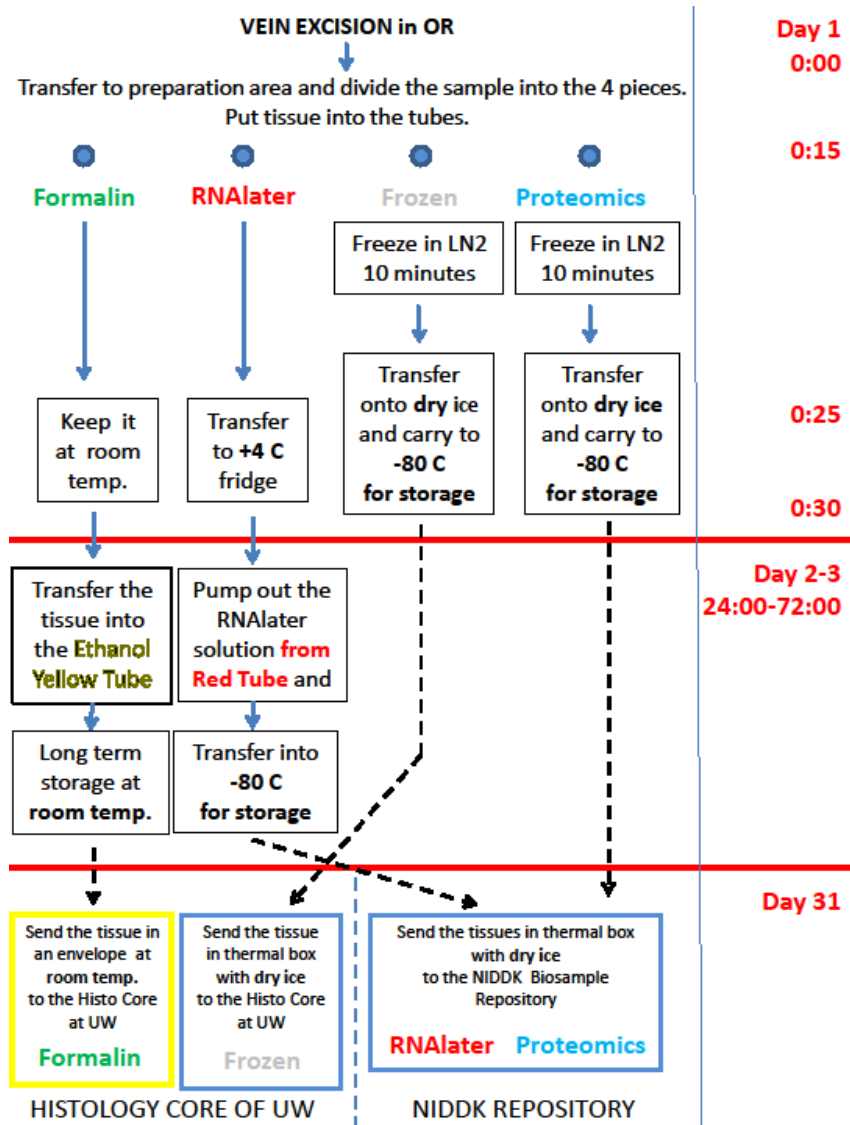 VEIN EXCISION in OR
Day 1
0:00
Transfer to preparation area and divide the sample into the 4 pieces.
Put tissue into the tubes.
0:15
Formalin
RNAlater
Frozen
Proteomics
Freeze in LN2
10 minutes
Freeze in LN2
10 minutes
Keep it
at room
temp.
Transfer
to +4 C
fridge
Transfer
onto dry ice
and carry to
-80 C
for storage
Transfer
onto dry ice
and carry to
-80 C
for storage
0:25
0:30
Transfer the
tissue into
the Ethanol
Yellow Tube
Pump out the
RNAlater
solution from
Red Tube and
Day 2-3
24:00-72:00
Long term
storage at
room temp.
Transfer into
-80 C
for storage
Day 31
Send the tissue in
an envelope at
room temp.
to the Histo Core
at UW
Formalin
Send the tissue
in thermal box
with dry ice
to the Histo Core
at UW
Frozen
Send the tissues in thermal box
with dry ice
to the NIDDK Biosample
Repository
RNAlater
Proteomics
HISTOLOGY CORE OF UW
NIDDK REPOSITORY